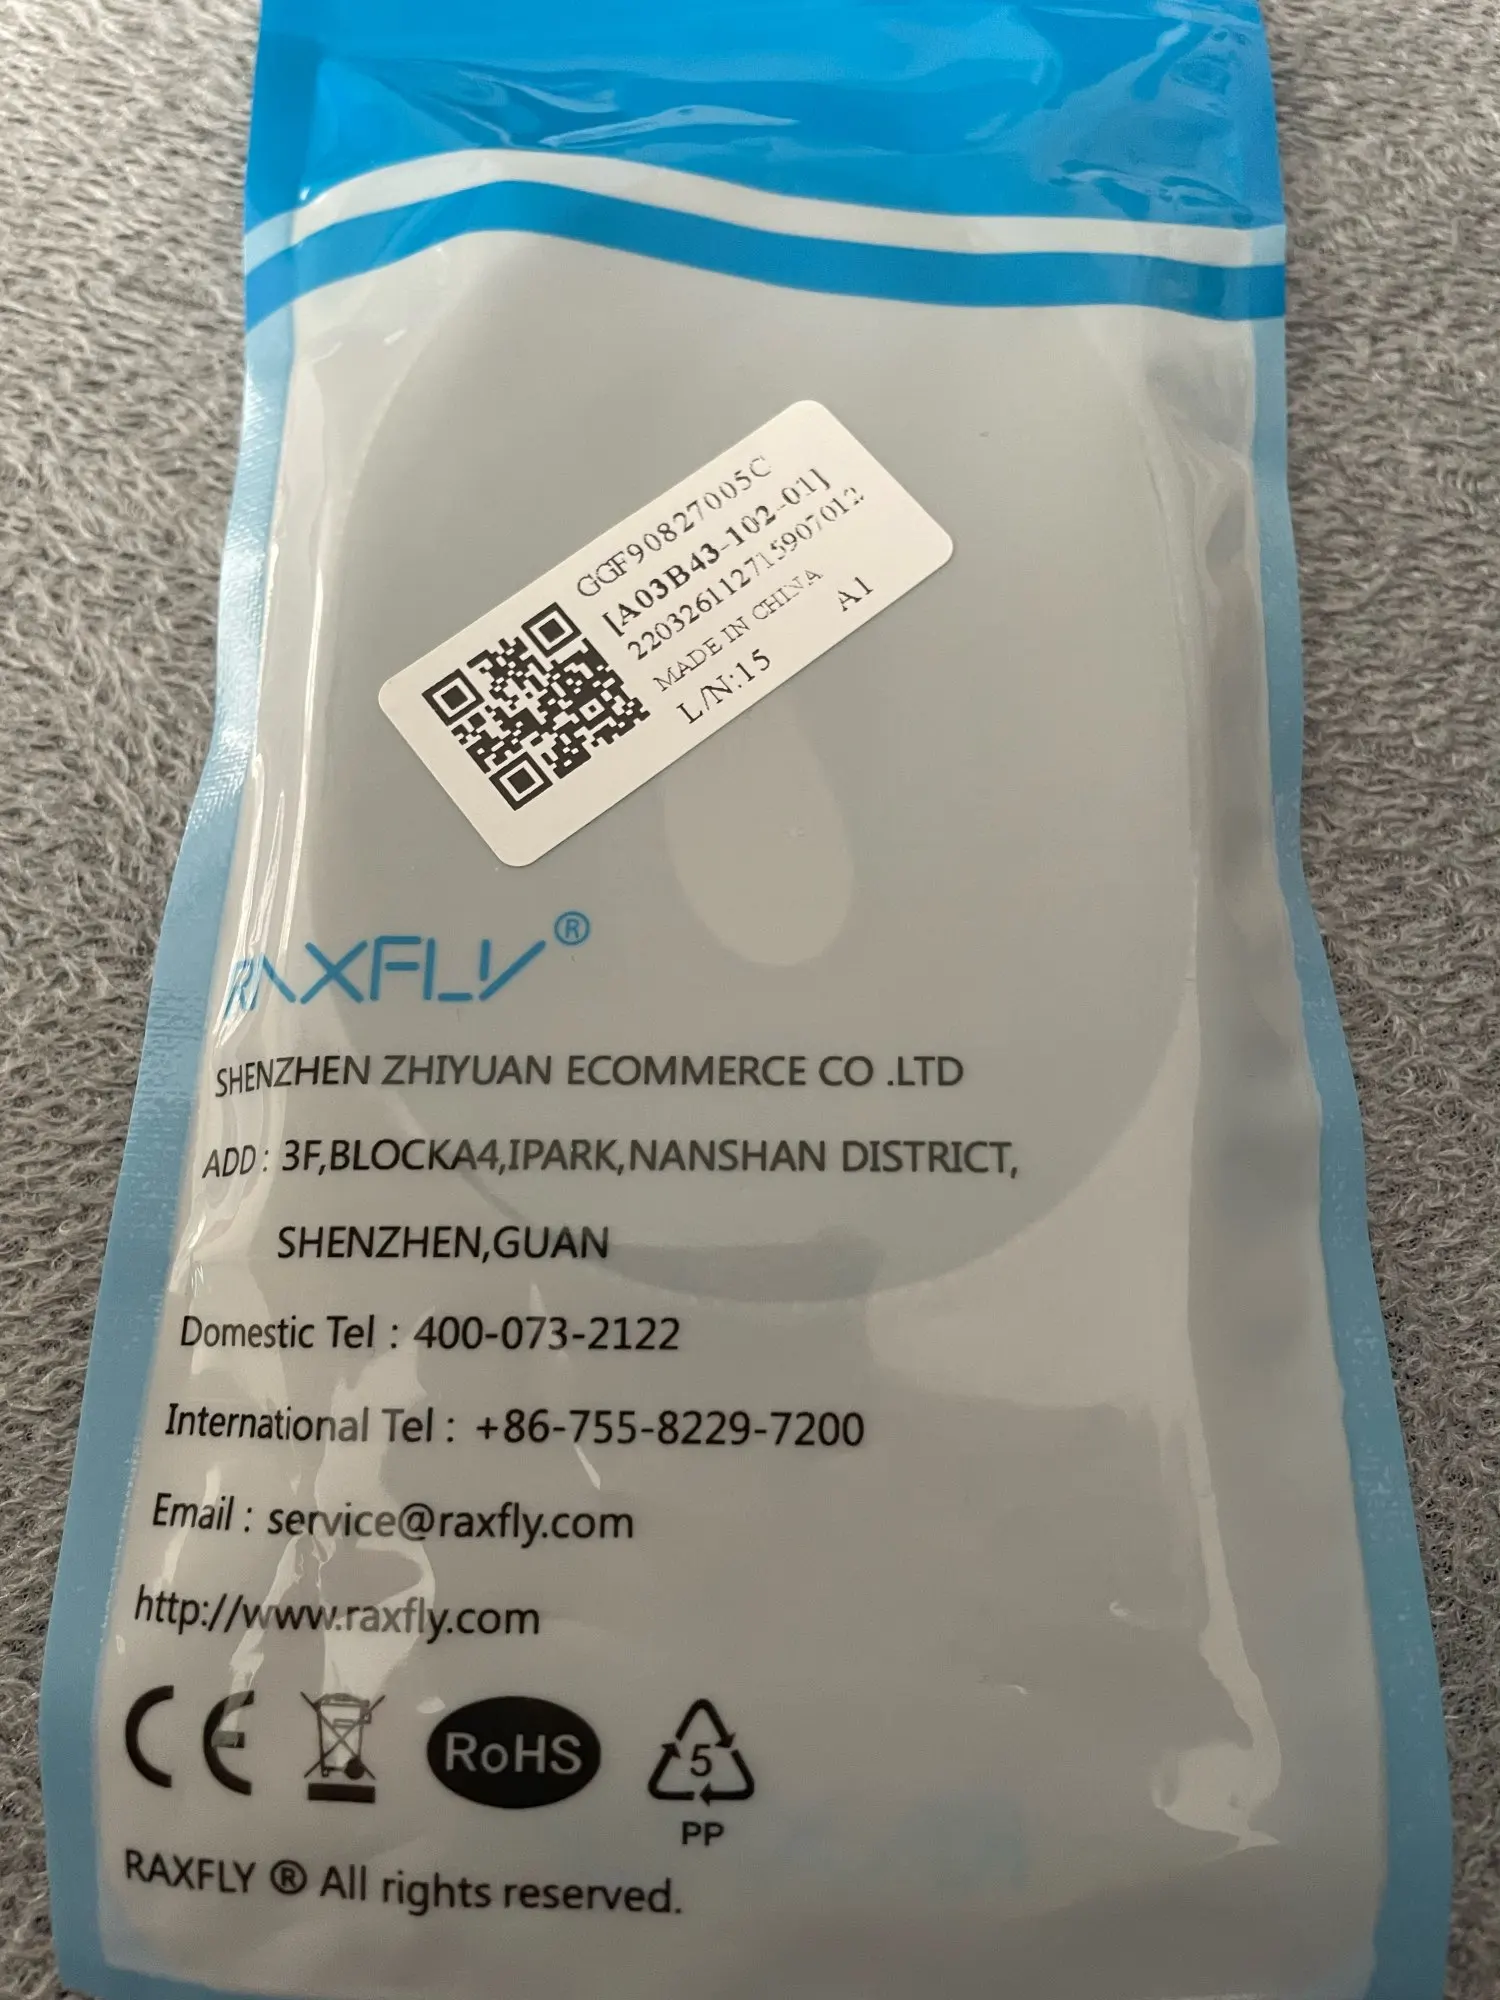 GGF90827005C
[A03B43-102-01]
220326112715907012
MADE IN CHINA
L/N:15 A1
RAXFLY®
SHENZHEN ZHIYUAN ECOMMERCE CO .LTD
ADD: 3F,BLOCKA4,IPARK,NANSHAN DISTRICT,
SHENZHEN,GUAN
Domestic Tel : 400-073-2122
International Tel : +86-755-8229-7200
Email : service@raxfly.com
http://www.raxfly.com
CE RoHS 5
PP
RAXFLY ® All rights reserved.